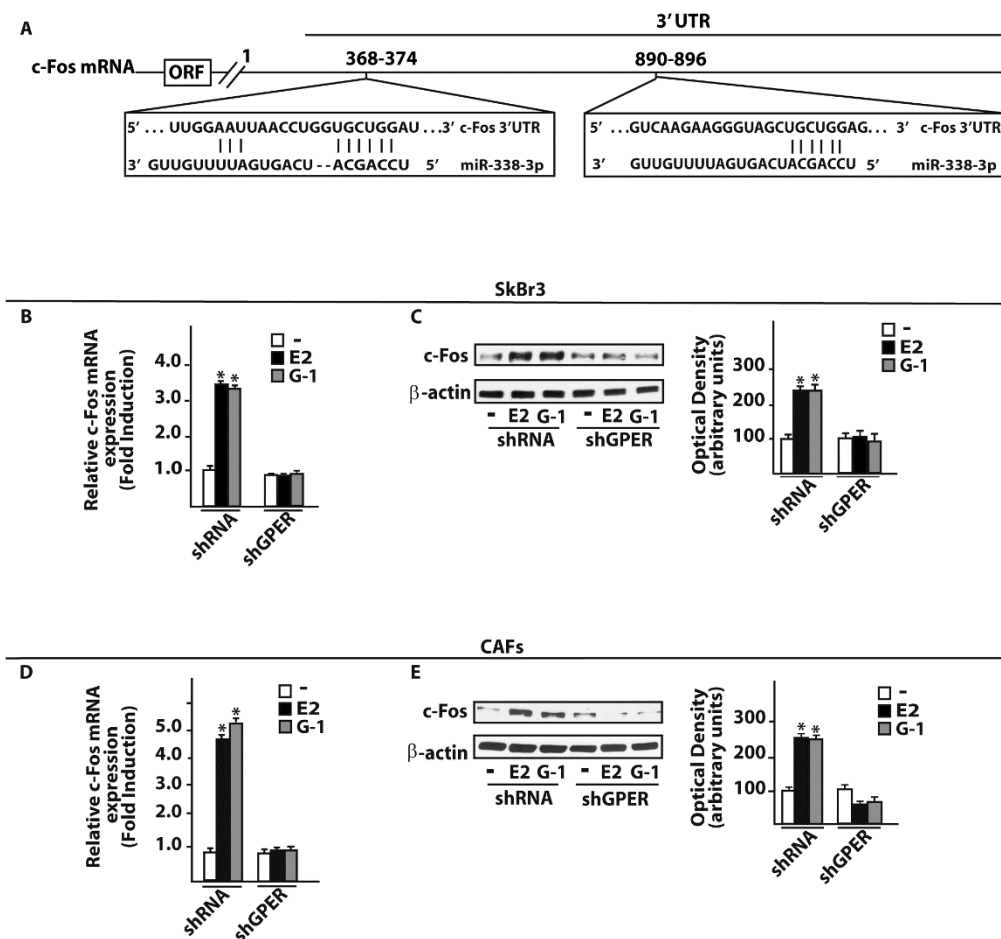 A
3' UTR
c-Fos mRNA ORF 1 368-374 890-896
5' ... UUGGAAUUAACCUGGUGCUGGAU ...3' c-Fos 3'UTR
3' GUUGUUUUAGUGACU --ACGACCU 5' miR-338-3p
5' ...GUCAAGAAGGGUAGCUGCUGGAG... 3' c-Fos 3'UTR
3' GUUGUUUUAGUGACUACGACCU 5' miR-338-3p
SkBr3
B
Relative c-Fos mRNA
expression
(Fold Induction)
4.0
3.0
2.0
1.0
* *
-
E2
G-1
shRNA
shGPER
C
c-Fos
β-actin
- E2 G-1 - E2 G-1
shRNA shGPER
Optical Density
(arbitrary units)
300
200
100
* *
-
E2
G-1
shRNA
shGPER
CAFs
D
Relative c-Fos mRNA
expression
(Fold Induction)
5.0
4.0
3.0
2.0
1.0
* *
-
E2
G-1
shRNA
shGPER
E
c-Fos
β-actin
- E2 G-1 - E2 G-1
shRNA shGPER
Optical Density
(arbitrary units)
300
200
100
* *
-
E2
G-1
shRNA
shGPER